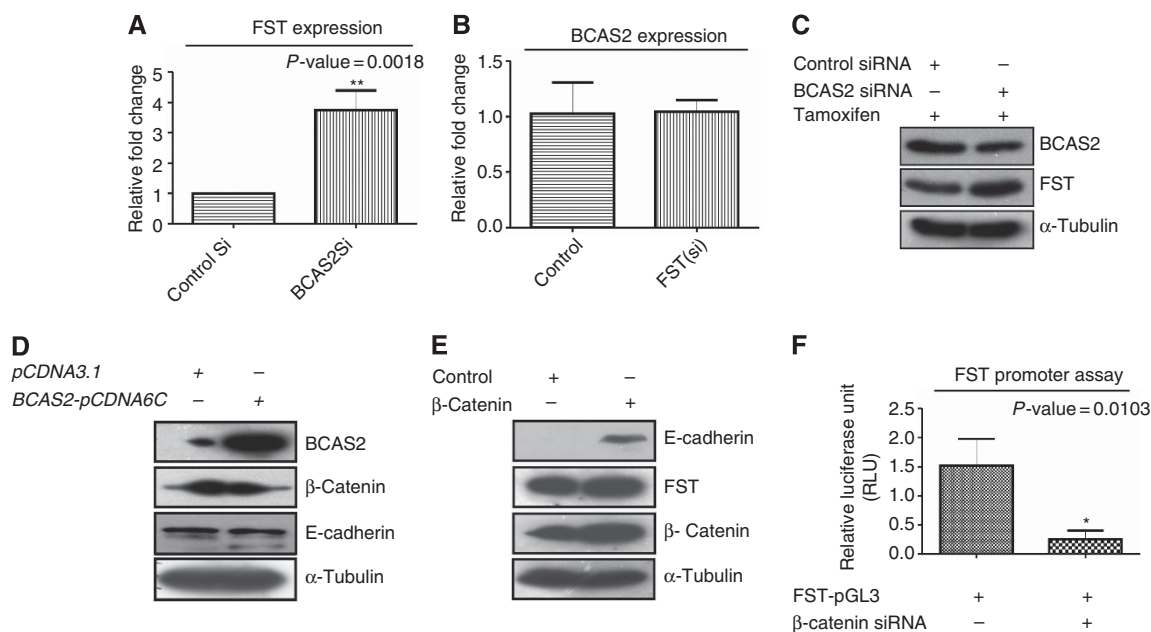 A
FST expression
P-value = 0.0018
**
Relative fold change
5
4
3
2
1
0
Control Si
BCAS2Si
B
BCAS2 expression
Relative fold change
1.5
1.0
0.5
0.0
Control
FST(si)
C
Control siRNA + −
BCAS2 siRNA − +
Tamoxifen + +
BCAS2
FST
α-Tubulin
D
pCDNA3.1 + −
BCAS2-pCDNA6C − +
BCAS2
β-Catenin
E-cadherin
α-Tubulin
E
Control + −
β-Catenin − +
E-cadherin
FST
β- Catenin
α-Tubulin
F
FST promoter assay
P-value = 0.0103
Relative luciferase unit
(RLU)
2.5
2.0
1.5
1.0
0.5
0.0
*
FST-pGL3 + +
β-catenin siRNA − +